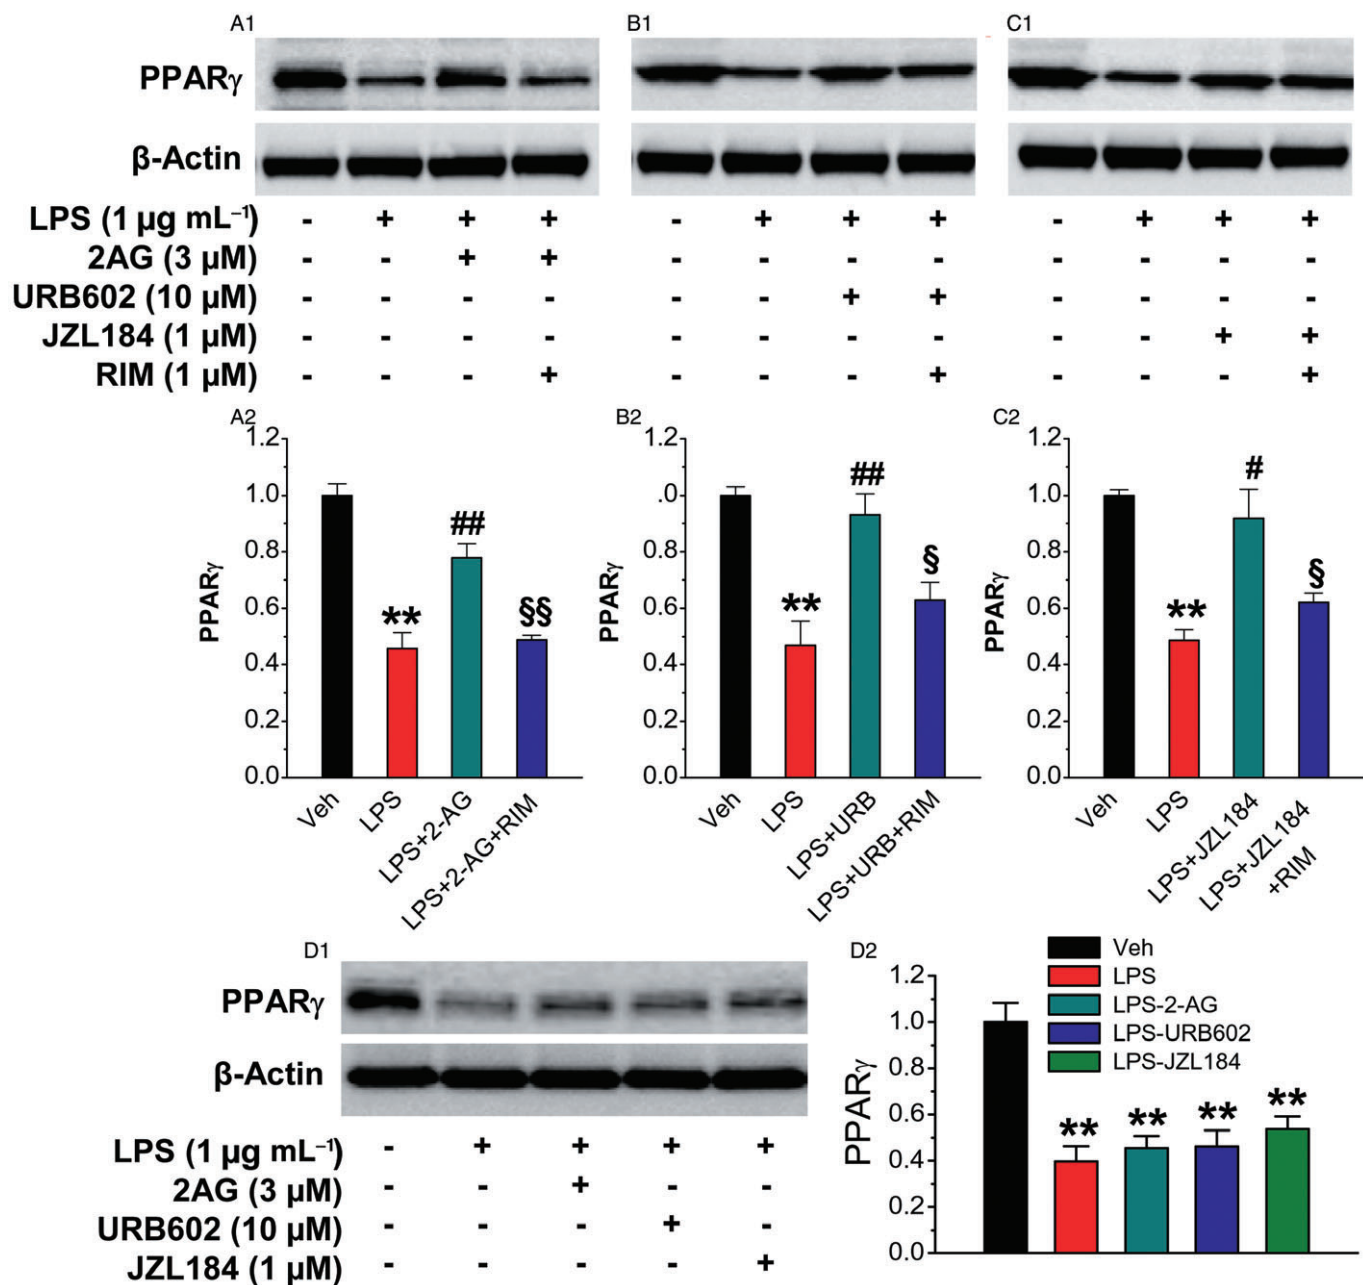 A1 B1 C1
PPARγ
β-Actin
LPS (1 µg mL⁻¹) - + + + - + + + - + + +
2AG (3 µM) - - + + - - - - - - - -
URB602 (10 µM) - - - - - - + + - - - -
JZL184 (1 µM) - - - - - - - - - - + +
RIM (1 µM) - - - + - - - + - - - +
A2
1.2
1.0
0.8
0.6
0.4
0.2
0.0
PPARγ
**
##
§§
Veh
LPS
LPS+2-AG
LPS+2-AG+RIM
B2
1.2
.0
0.8
0.6
0.4
0.2
0.0
PPARγ
**
##
§
Veh
LPS
LPS+URB
LPS+URB+RIM
C2
1.2
1.0
0.8
0.6
0.4
0.2
0.0
PPARγ
**
#
§
Veh
LPS
LPS+JZL184
LPS+JZL184
+RIM
D1
PPARγ
β-Actin
LPS (1 µg mL⁻¹) - + + + +
2AG (3 µM) - - + - -
URB602 (10 µM) - - - + -
JZL184 (1 µM) - - - - +
D2
Veh
LPS
LPS-2-AG
LPS-URB602
LPS-JZL184
1.2
1.0
0.8
0.6
0.4
0.2
0.0
PPARγ
** ** ** **